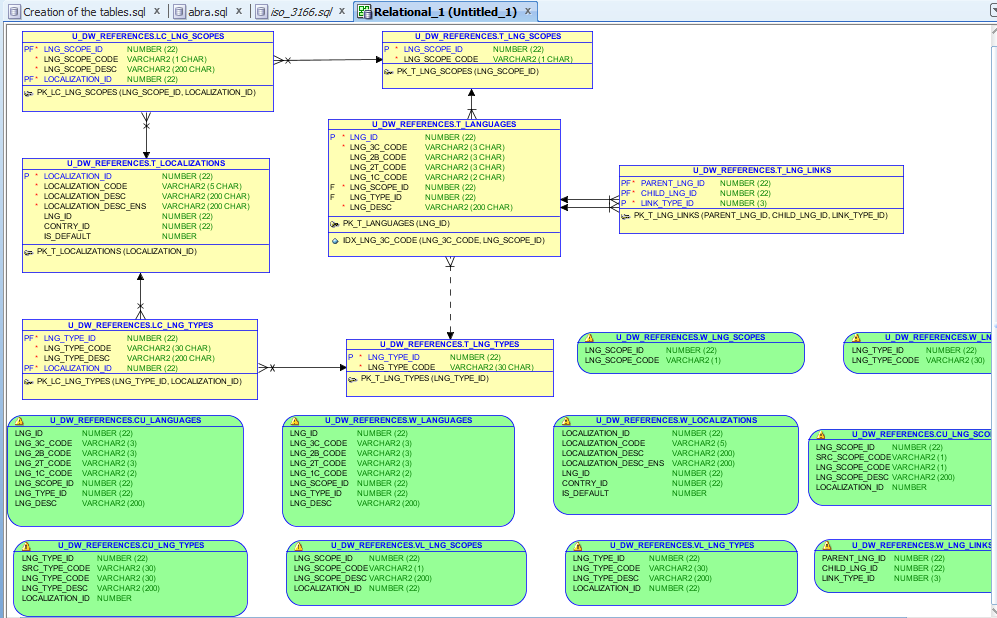 Creation of the tables.sql x abra.sql x iso_3166.sql x Relational_1 (Untitled_1) x
U_DW_REFERENCES.LC_LNG_SCOPES
PF* LNG_SCOPE_ID NUMBER (22)
* LNG_SCOPE_CODE VARCHAR2 (1 CHAR)
* LNG_SCOPE_DESC VARCHAR2 (200 CHAR)
PF* LOCALIZATION_ID NUMBER (22)
PK_LC_LNG_SCOPES (LNG_SCOPE_ID, LOCALIZATION_ID)
U_DW_REFERENCES.T_LNG_SCOPES
P * LNG_SCOPE_ID NUMBER (22)
* LNG_SCOPE_CODE VARCHAR2 (1 CHAR)
PK_T_LNG_SCOPES (LNG_SCOPE_ID)
U_DW_REFERENCES.T_LANGUAGES
P * LNG_ID NUMBER (22)
* LNG_3C_CODE VARCHAR2 (3 CHAR)
LNG_2B_CODE VARCHAR2 (3 CHAR)
LNG_2T_CODE VARCHAR2 (3 CHAR)
LNG_1C_CODE VARCHAR2 (2 CHAR)
F * LNG_SCOPE_ID NUMBER (22)
F LNG_TYPE_ID NUMBER (22)
* LNG_DESC VARCHAR2 (200 CHAR)
PK_T_LANGUAGES (LNG_ID)
IDX_LNG_3C_CODE (LNG_3C_CODE, LNG_SCOPE_ID)
U_DW_REFERENCES.T_LOCALIZATIONS
P * LOCALIZATION_ID NUMBER (22)
* LOCALIZATION_CODE VARCHAR2 (5 CHAR)
* LOCALIZATION_DESC VARCHAR2 (200 CHAR)
* LOCALIZATION_DESC_ENS VARCHAR2 (200 CHAR)
LNG_ID NUMBER (22)
CONTRY_ID NUMBER (22)
IS_DEFAULT NUMBER
PK_T_LOCALIZATIONS (LOCALIZATION_ID)
U_DW_REFERENCES.T_LNG_LINKS
PF* PARENT_LNG_ID NUMBER (22)
PF* CHILD_LNG_ID NUMBER (22)
P * LINK_TYPE_ID NUMBER (3)
PK_T_LNG_LINKS (PARENT_LNG_ID, CHILD_LNG_ID, LINK_TYPE_ID)
U_DW_REFERENCES.LC_LNG_TYPES
PF* LNG_TYPE_ID NUMBER (22)
* LNG_TYPE_CODE VARCHAR2 (30 CHAR)
* LNG_TYPE_DESC VARCHAR2 (200 CHAR)
PF* LOCALIZATION_ID NUMBER (22)
PK_LC_LNG_TYPES (LNG_TYPE_ID, LOCALIZATION_ID)
U_DW_REFERENCES.T_LNG_TYPES
P * LNG_TYPE_ID NUMBER (22)
* LNG_TYPE_CODE VARCHAR2 (30 CHAR)
PK_T_LNG_TYPES (LNG_TYPE_ID)
U_DW_REFERENCES.W_LNG_SCOPES
LNG_SCOPE_ID NUMBER (22)
LNG_SCOPE_CODE VARCHAR2 (1)
U_DW_REFERENCES.W_LN
LNG_TYPE_ID NUMBER (22)
LNG_TYPE_CODE VARCHAR2 (30)
U_DW_REFERENCES.CU_LANGUAGES
LNG_ID NUMBER (22)
LNG_3C_CODE VARCHAR2 (3)
LNG_2B_CODE VARCHAR2 (3)
LNG_2T_CODE VARCHAR2 (3)
LNG_1C_CODE VARCHAR2 (2)
LNG_SCOPE_ID NUMBER (22)
LNG_TYPE_ID NUMBER (22)
LNG_DESC VARCHAR2 (200)
U_DW_REFERENCES.W_LANGUAGES
LNG_ID NUMBER (22)
LNG_3C_CODE VARCHAR2 (3)
LNG_2B_CODE VARCHAR2 (3)
LNG_2T_CODE VARCHAR2 (3)
LNG_1C_CODE VARCHAR2 (2)
LNG_SCOPE_ID NUMBER (22)
LNG_TYPE_ID NUMBER (22)
LNG_DESC VARCHAR2 (200)
U_DW_REFERENCES.W_LOCALIZATIONS
LOCALIZATION_ID NUMBER (22)
LOCALIZATION_CODE VARCHAR2 (5)
LOCALIZATION_DESC VARCHAR2 (200)
LOCALIZATION_DESC_ENS VARCHAR2 (200)
LNG_ID NUMBER (22)
CONTRY_ID NUMBER (22)
IS_DEFAULT NUMBER
U_DW_REFERENCES.CU_LNG_SCO
LNG_SCOPE_ID NUMBER (22)
SRC_SCOPE_CODE VARCHAR2 (1)
LNG_SCOPE_CODE VARCHAR2 (1)
LNG_SCOPE_DESC VARCHAR2 (200)
LOCALIZATION_ID NUMBER
U_DW_REFERENCES.CU_LNG_TYPES
LNG_TYPE_ID NUMBER (22)
SRC_TYPE_CODE VARCHAR2 (30)
LNG_TYPE_CODE VARCHAR2 (30)
LNG_TYPE_DESC VARCHAR2 (200)
LOCALIZATION_ID NUMBER
U_DW_REFERENCES.VL_LNG_SCOPES
LNG_SCOPE_ID NUMBER (22)
LNG_SCOPE_CODE VARCHAR2 (1)
LNG_SCOPE_DESC VARCHAR2 (200)
LOCALIZATION_ID NUMBER (22)
U_DW_REFERENCES.VL_LNG_TYPES
LNG_TYPE_ID NUMBER (22)
LNG_TYPE_CODE VARCHAR2 (30)
LNG_TYPE_DESC VARCHAR2 (200)
LOCALIZATION_ID NUMBER (22)
U_DW_REFERENCES.W_LNG_LINKS
PARENT_LNG_ID NUMBER (22)
CHILD_LNG_ID NUMBER (22)
LINK_TYPE_ID NUMBER (3)